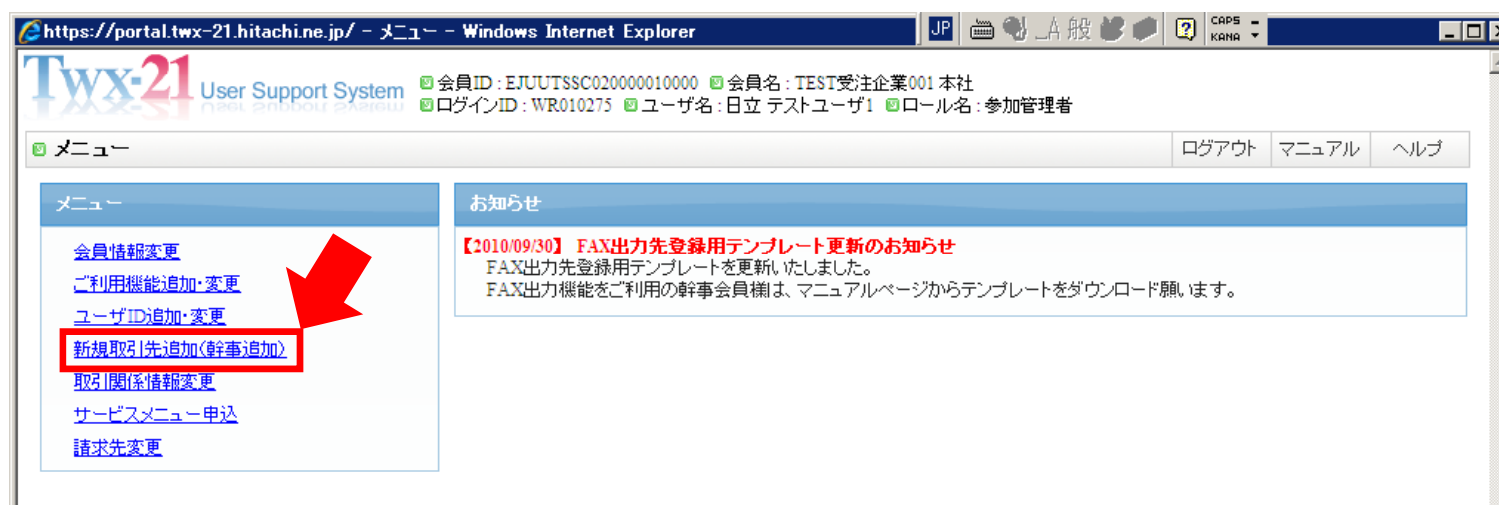 https://portal.twx-21.hitachi.ne.jp/ - メニュー - Windows Internet Explorer
JP _A 般 CAPS KANA
TWX-21 User Support System
会員ID : EJUUTSSC020000010000 会員名 : TEST受注企業001 本社
ログインID : WR010275 ユーザ名 : 日立 テストユーザ1 ロール名 : 参加管理者
メニュー
ログアウト マニュアル ヘルプ
メニュー
会員情報変更
ご利用機能追加・変更
ユーザID追加・変更
新規取引先追加(幹事追加)
取引関係情報変更
サービスメニュー申込
請求先変更
お知らせ
【2010/09/30】 FAX出力先登録用テンプレート更新のお知らせ
FAX出力先登録用テンプレートを更新いたしました。
FAX出力機能をご利用の幹事会員様は、マニュアルページからテンプレートをダウンロード願います。